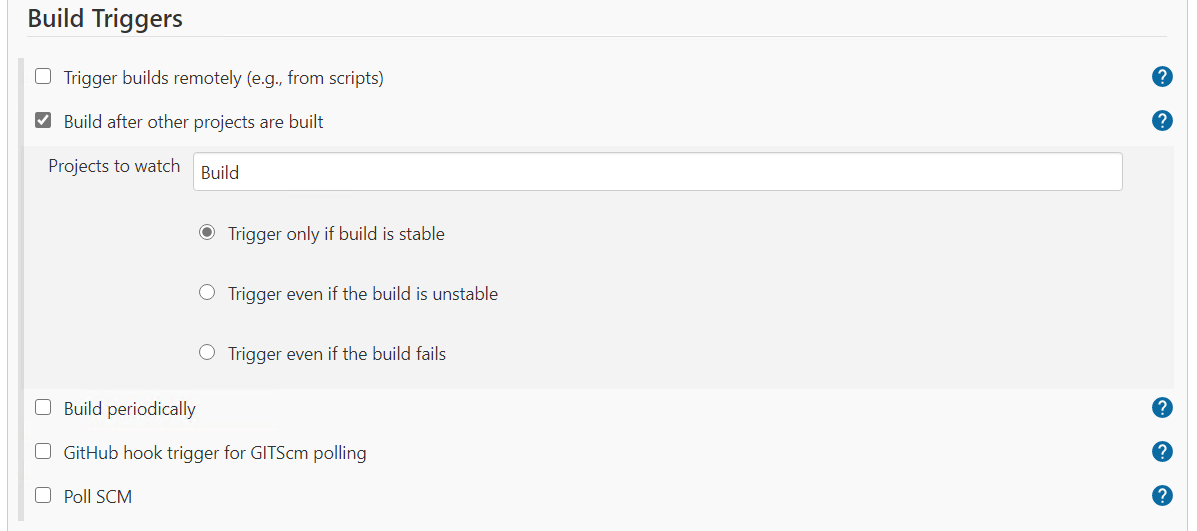 Build Triggers
Trigger builds remotely (e.g., from scripts)
?
Build after other projects are built
?
Projects to watch
Build
Trigger only if build is stable
Trigger even if the build is unstable
Trigger even if the build fails
Build periodically
?
GitHub hook trigger for GITScm polling
?
Poll SCM
?